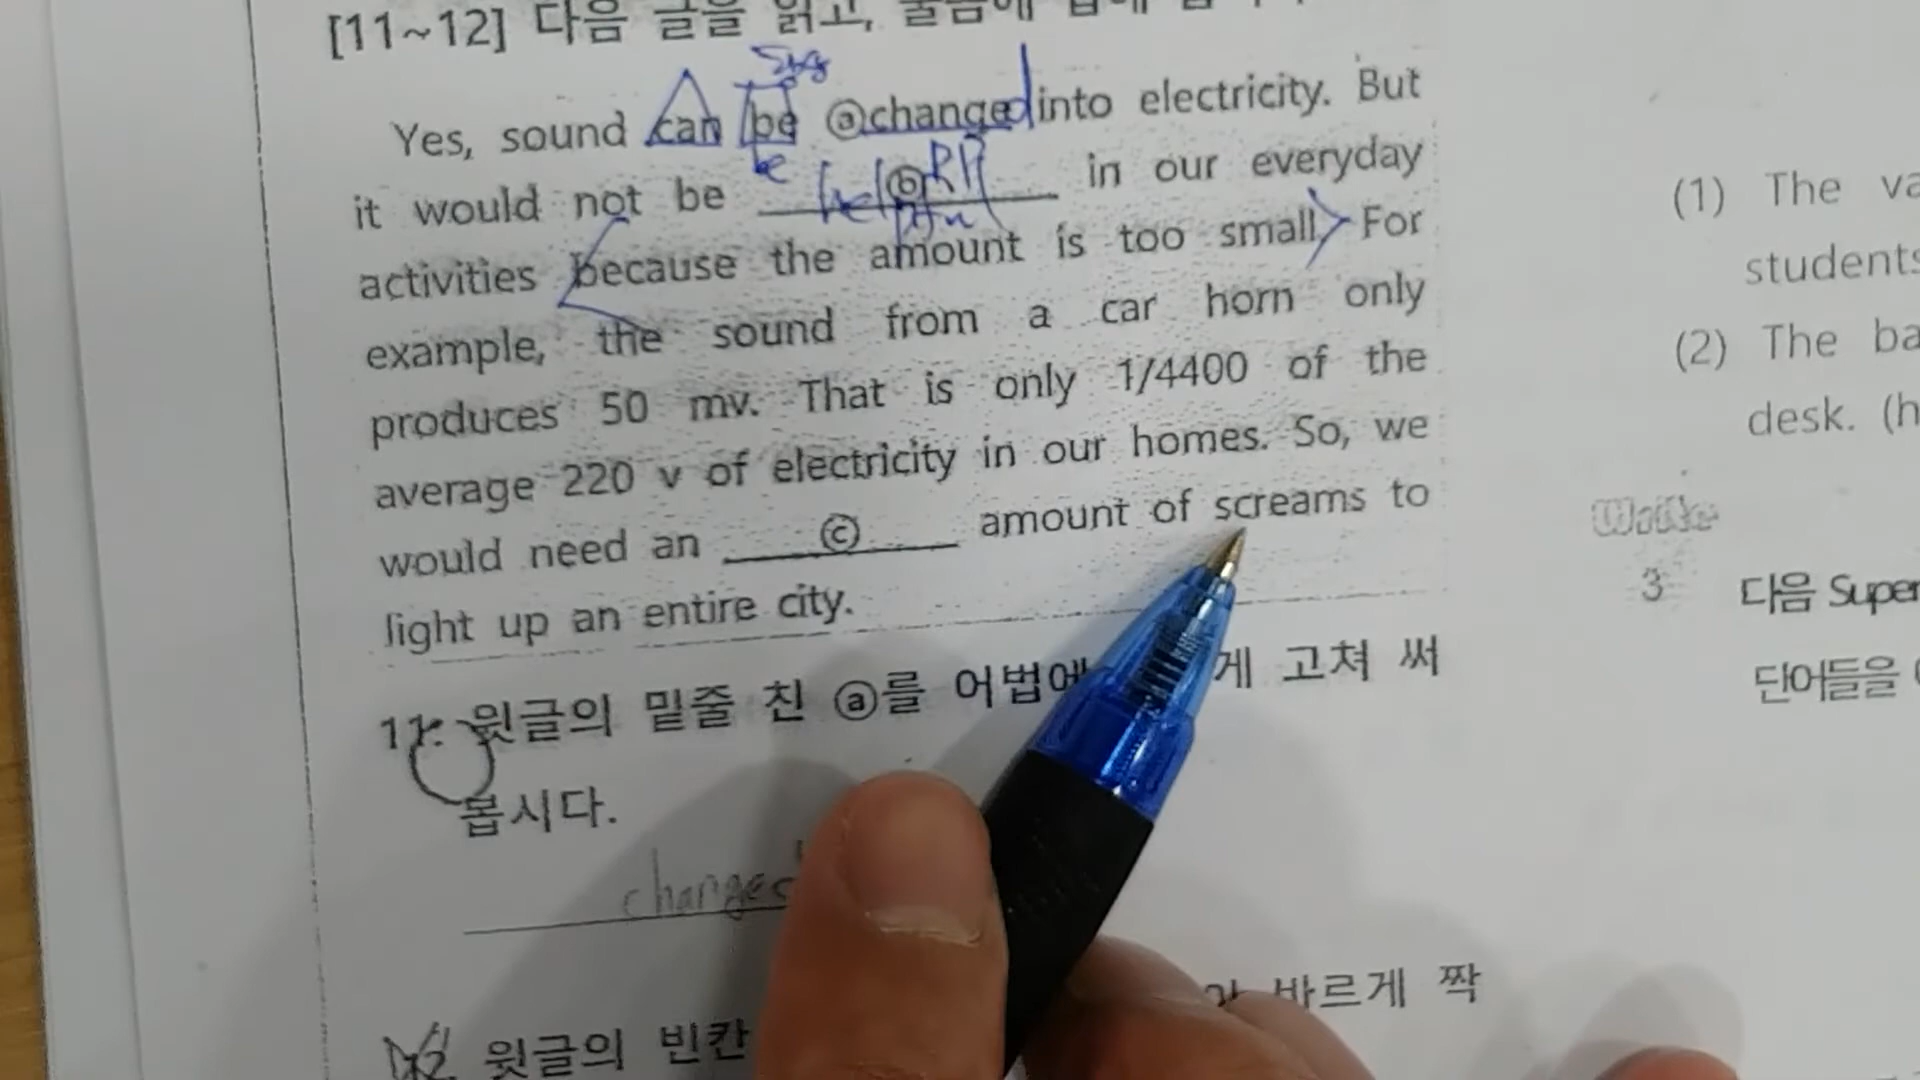 [11~12] 다음 글을 읽고, 물음에
Yes, sound can be ⓐchanged into electricity. But
it would not be ⓑ in our everyday
activities because the amount is too small. For
example, the sound from a car horn only
produces 50 mv. That is only 1/4400 of the
average 220 v of electricity in our homes. So, we
would need an ⓒ amount of screams to
light up an entire city.
11. 윗글의 밑줄 친 ⓐ를 어법에 게 고쳐 써
봅시다.
change
12 윗글의 빈칸 바르게 짝
(1) The va
students
(2) The ba
desk. (h
3 다음 Super
단어들을